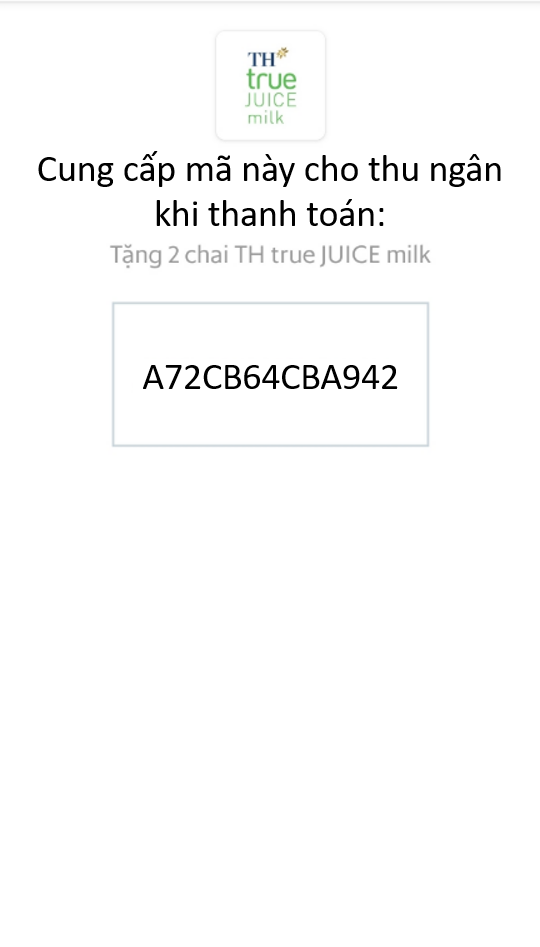 TH
true
JUICE
milk
Cung cấp mã này cho thu ngân
khi thanh toán:
Tặng 2 chai TH true JUICE milk
A72CB64CBA942